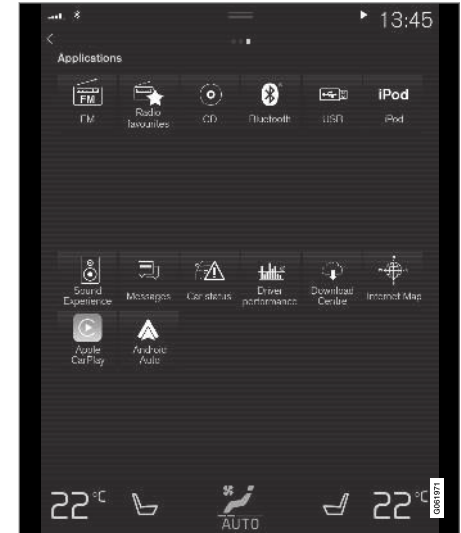 13:45
Applications
FM
FM
Radio
favourites
CD
Bluetooth
USB
iPod
iPod
Sound
Experience
Messages
Car status
Driver
performance
Download
Centre
Internet Map
Apple
CarPlay
Android
Auto
22°C
AUTO
22°C
G061971